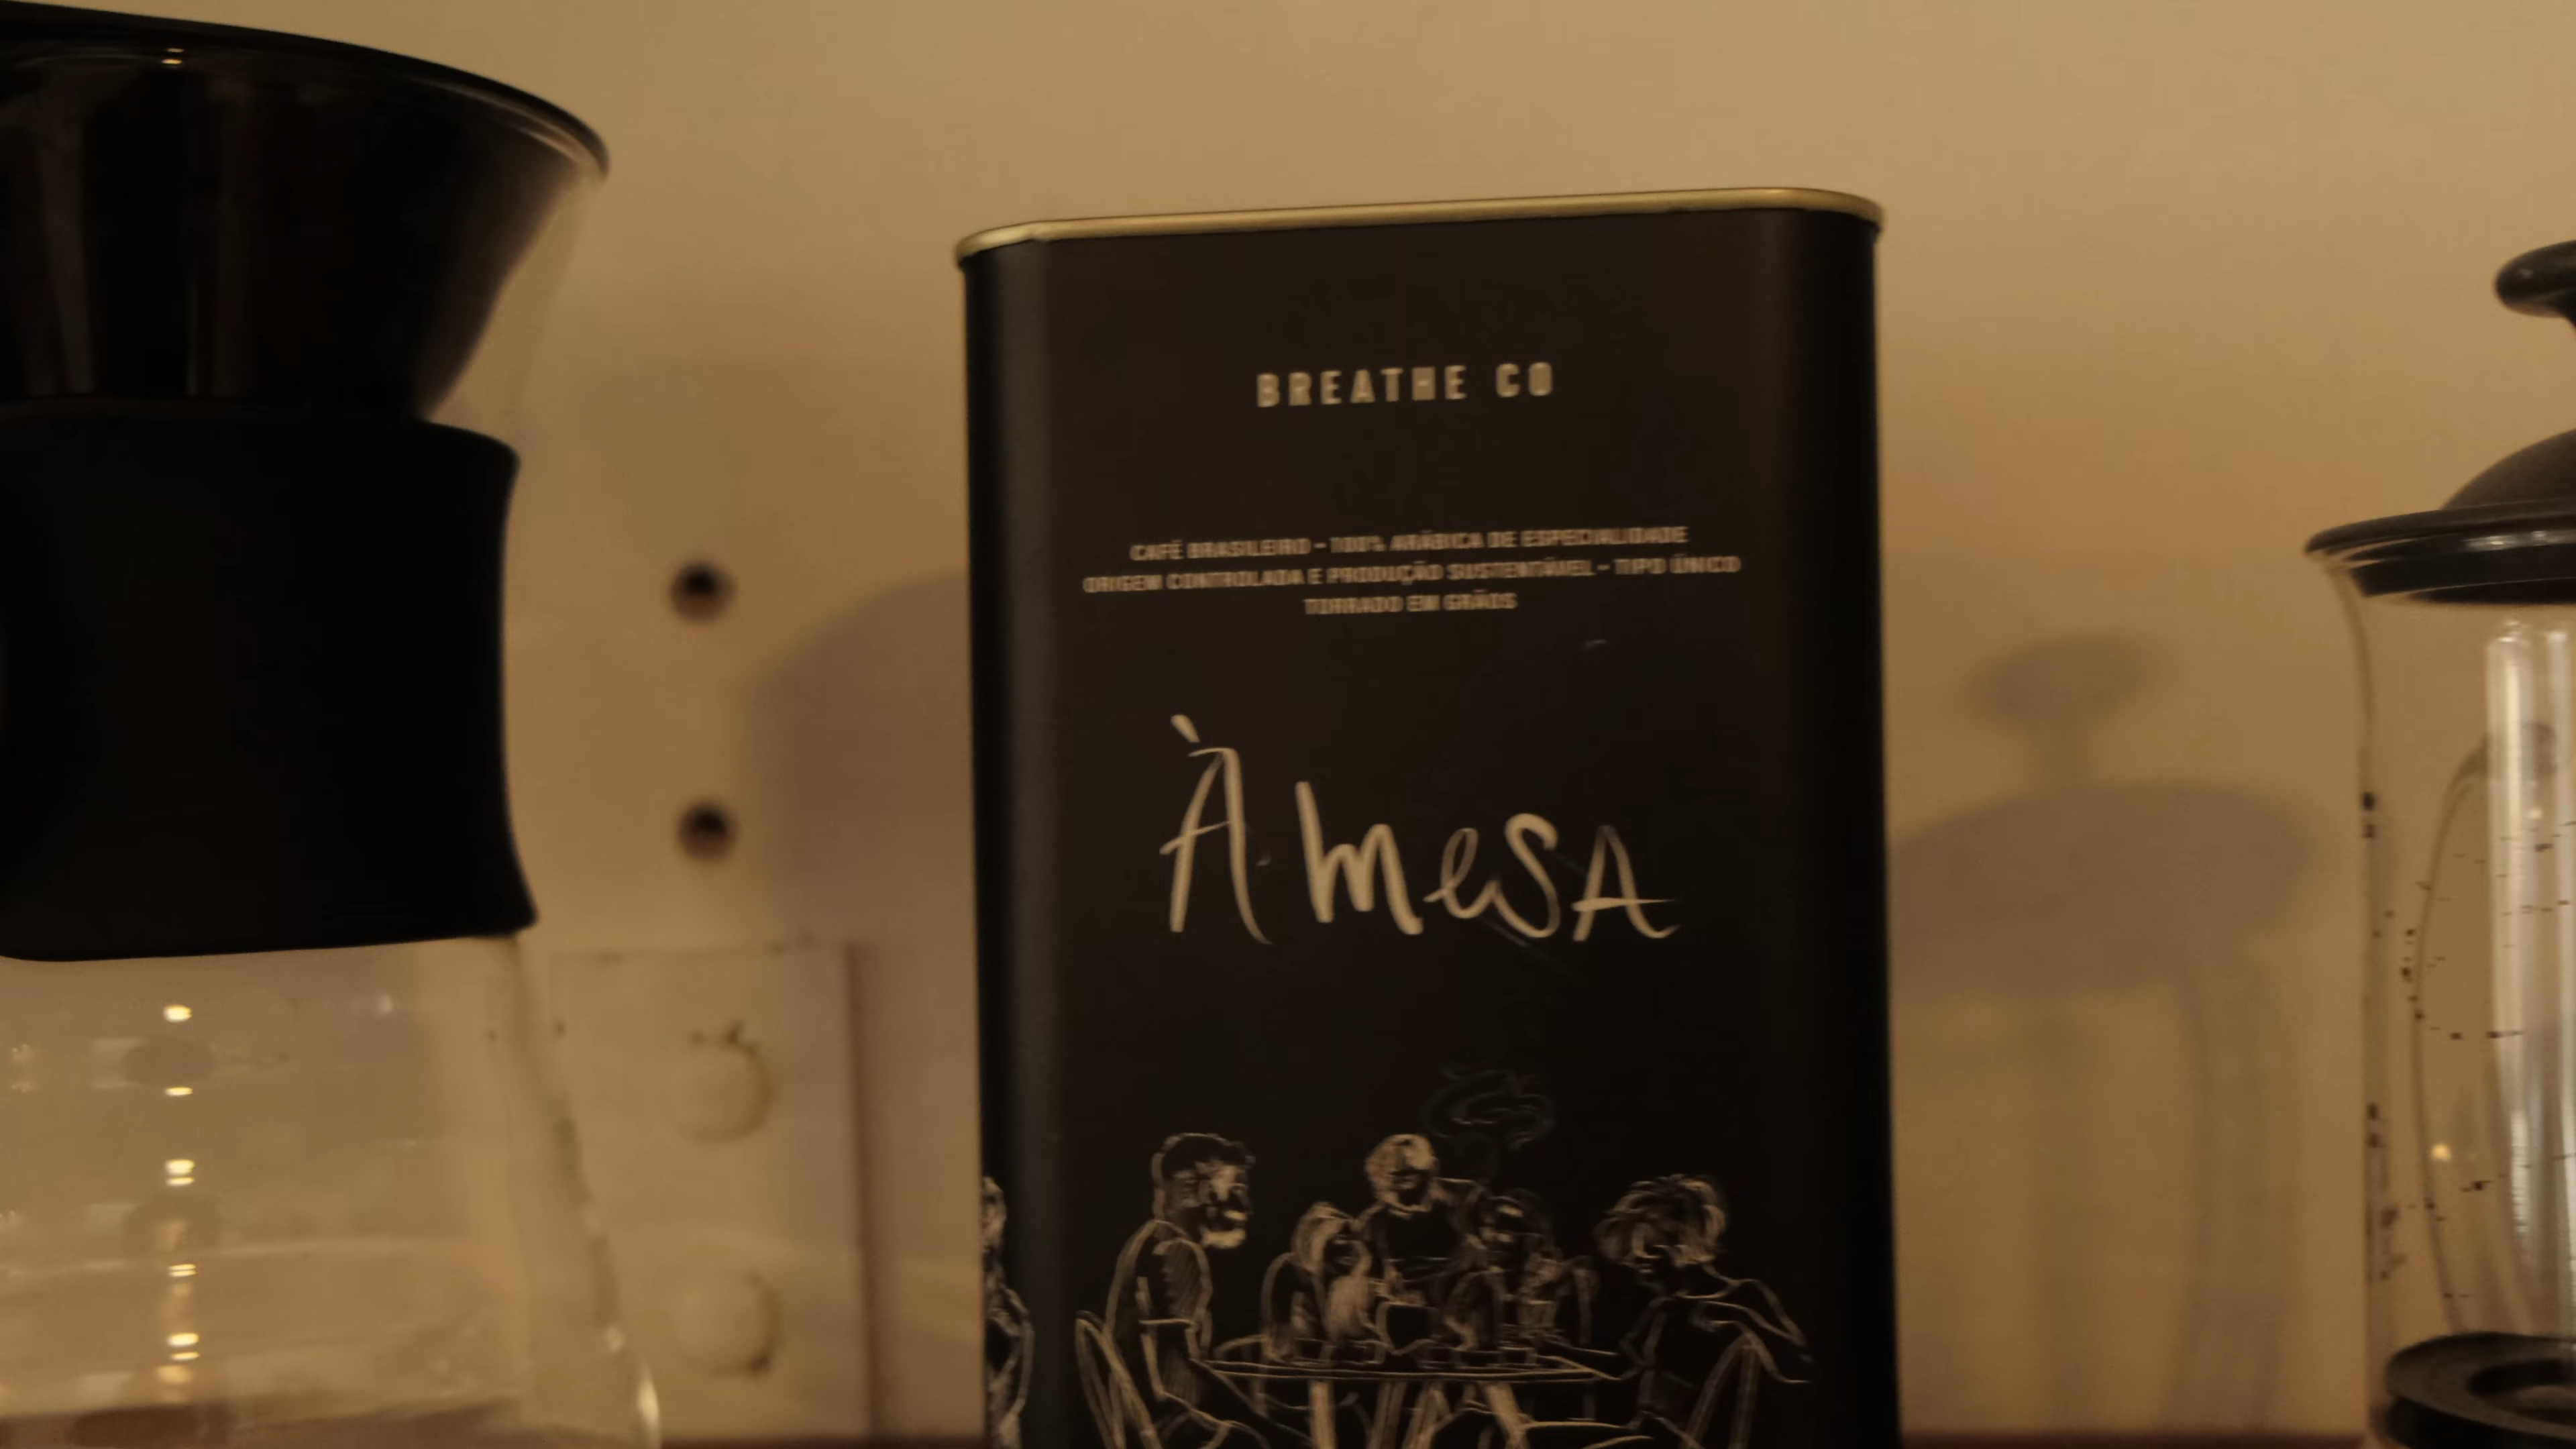 BREATHE CO
CAFÉ BRASILEIRO - 100% ARÁBICA DE ESPECIALIDADE
ORIGEM CONTROLADA E PRODUÇÃO SUSTENTÁVEL - TIPO ÚNICO
TORRADO EM GRÃOS
À mesA